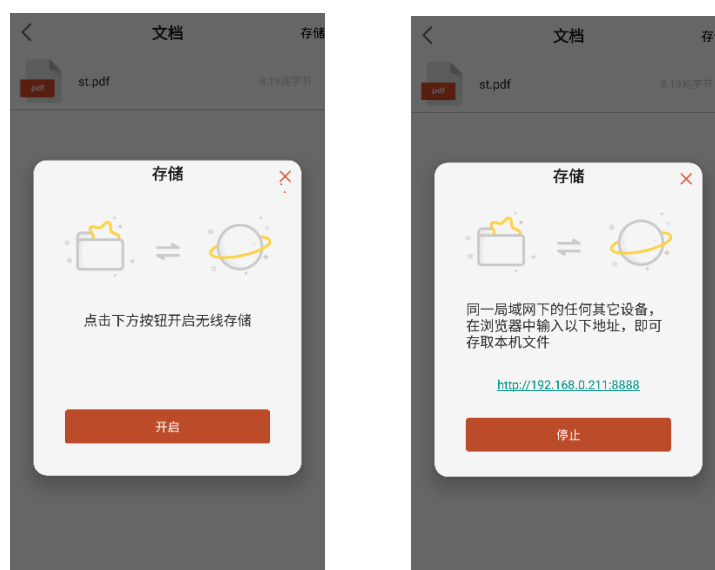 文档
存储
pdf
st.pdf
8.19兆字节
存储
点击下方按钮开启无线存储
开启
文档
存
pdf
st.pdf
8.19兆字节
存储
同一局域网下的任何其它设备，
在浏览器中输入以下地址，即可
存取本机文件
http://192.168.0.211:8888
停止